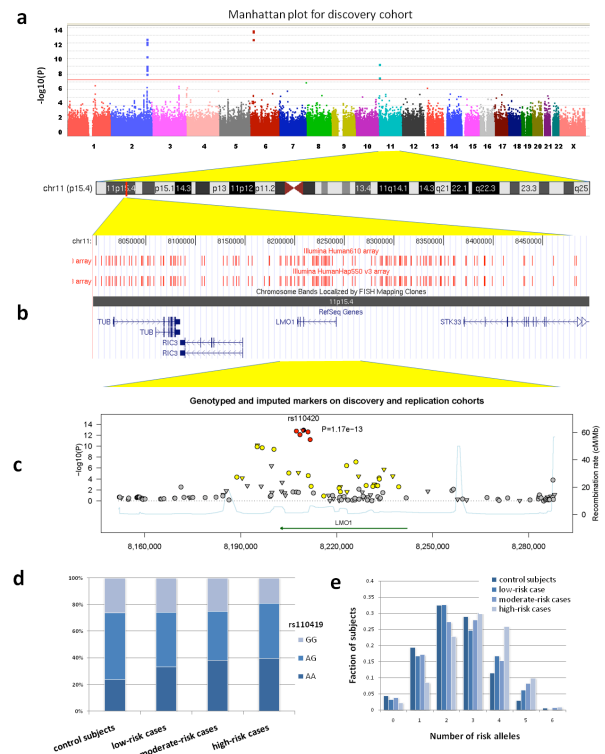 a
Manhattan plot for discovery cohort
-log10(P)
14
12
10
8
6
4
2
0
1 2 3 4 5 6 7 8 9 10 11 12 13 14 15 16 17 18 19 20 21 22 X
chr11 (p15.4)
11p15.4 p15.1 14.3 p13 11p12 p11.2 13.4 11q14.1 14.3 q21 22.1 q22.3 23.3 q25
chr11: 8050000 8100000 8150000 8200000 8250000 8300000 8350000 8400000 8450000
Illumina Human610 array
l array
Illumina HumanHap550 v3 array
l array
Chromosome Bands Localized by FISH Mapping Clones
11p15.4
b
RefSeq Genes
TUB LMO1 STK33
TUB
RIC3
RIC3
Genotyped and imputed markers on discovery and replication cohorts
rs110420
P=1.17e−13
c
−log10(P)
14
12
10
8
6
4
2
0
Recombination rate (cM/Mb)
60
40
20
0
LMO1
8,160,000 8,190,000 8,220,000 8,250,000 8,280,000
d
100%
80%
60%
40%
20%
0%
rs110419
GG
AG
AA
control subjects low-risk cases moderate-risk cases high-risk cases
e
control subjects
low-risk case
moderate-risk cases
high-risk cases
Faction of subjects
0.4
0.35
0.3
0.25
0.2
0.15
0.1
0.05
0
0 1 2 3 4 5 6
Number of risk alleles